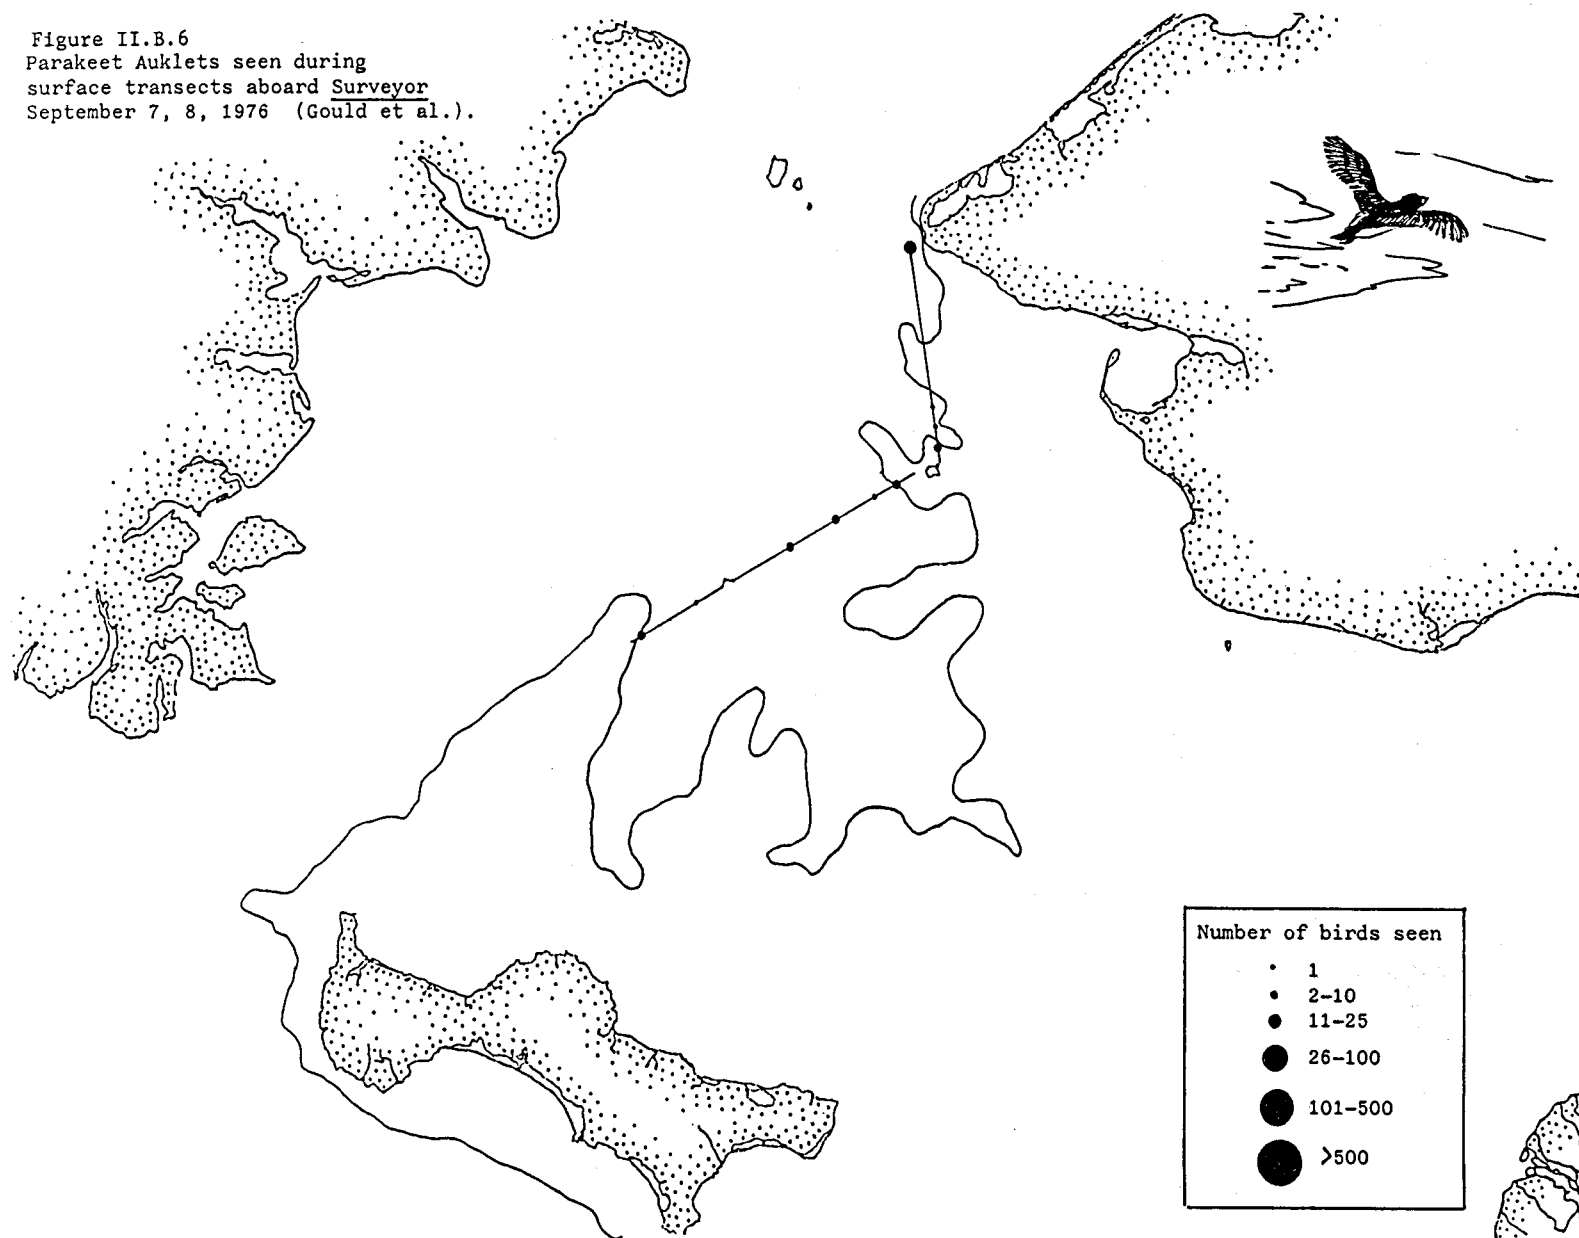 Figure II.B.6
Parakeet Auklets seen during
surface transects aboard Surveyor
September 7, 8, 1976 (Gould et al.).
Number of birds seen
1
2-10
11-25
26-100
101-500
>500